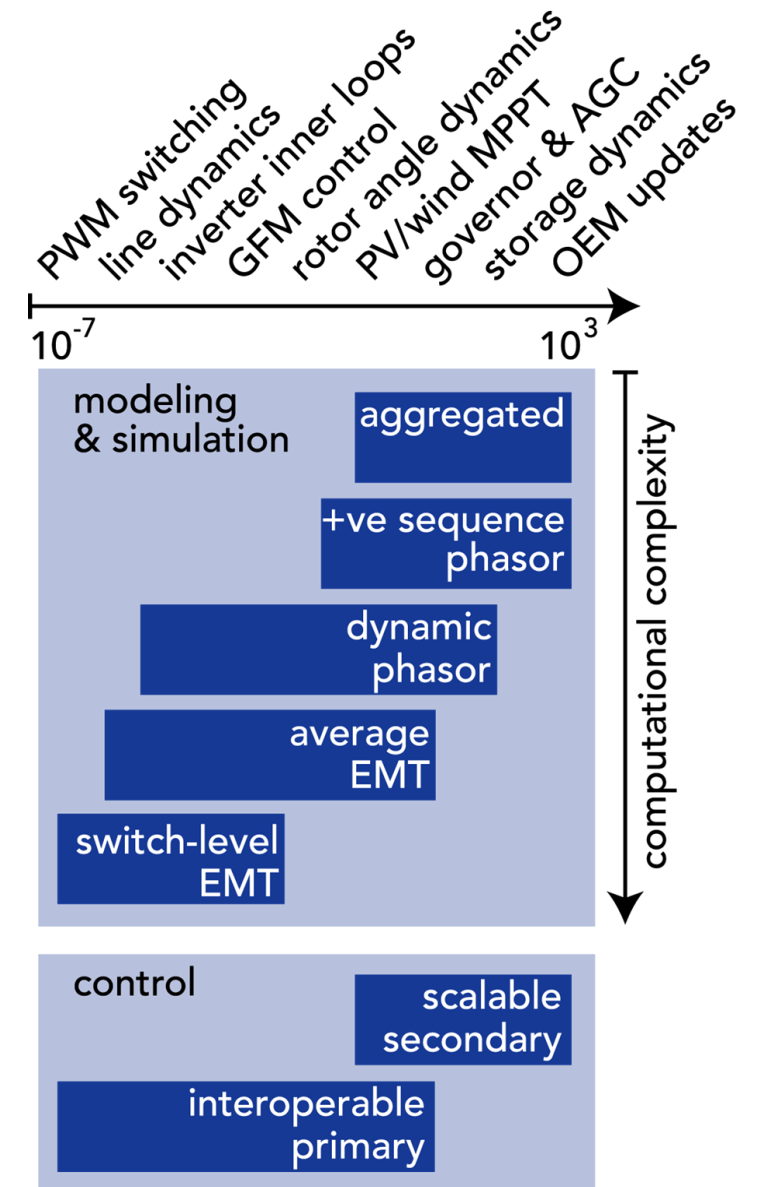 PWM switching
line dynamics
inverter inner loops
GFM control
rotor angle dynamics
PV/wind MPPT
governor & AGC
storage dynamics
OEM updates
10⁻⁷
10³
modeling
& simulation
aggregated
+ve sequence
phasor
dynamic
phasor
average
EMT
switch-level
EMT
computational complexity
control
scalable
secondary
interoperable
primary